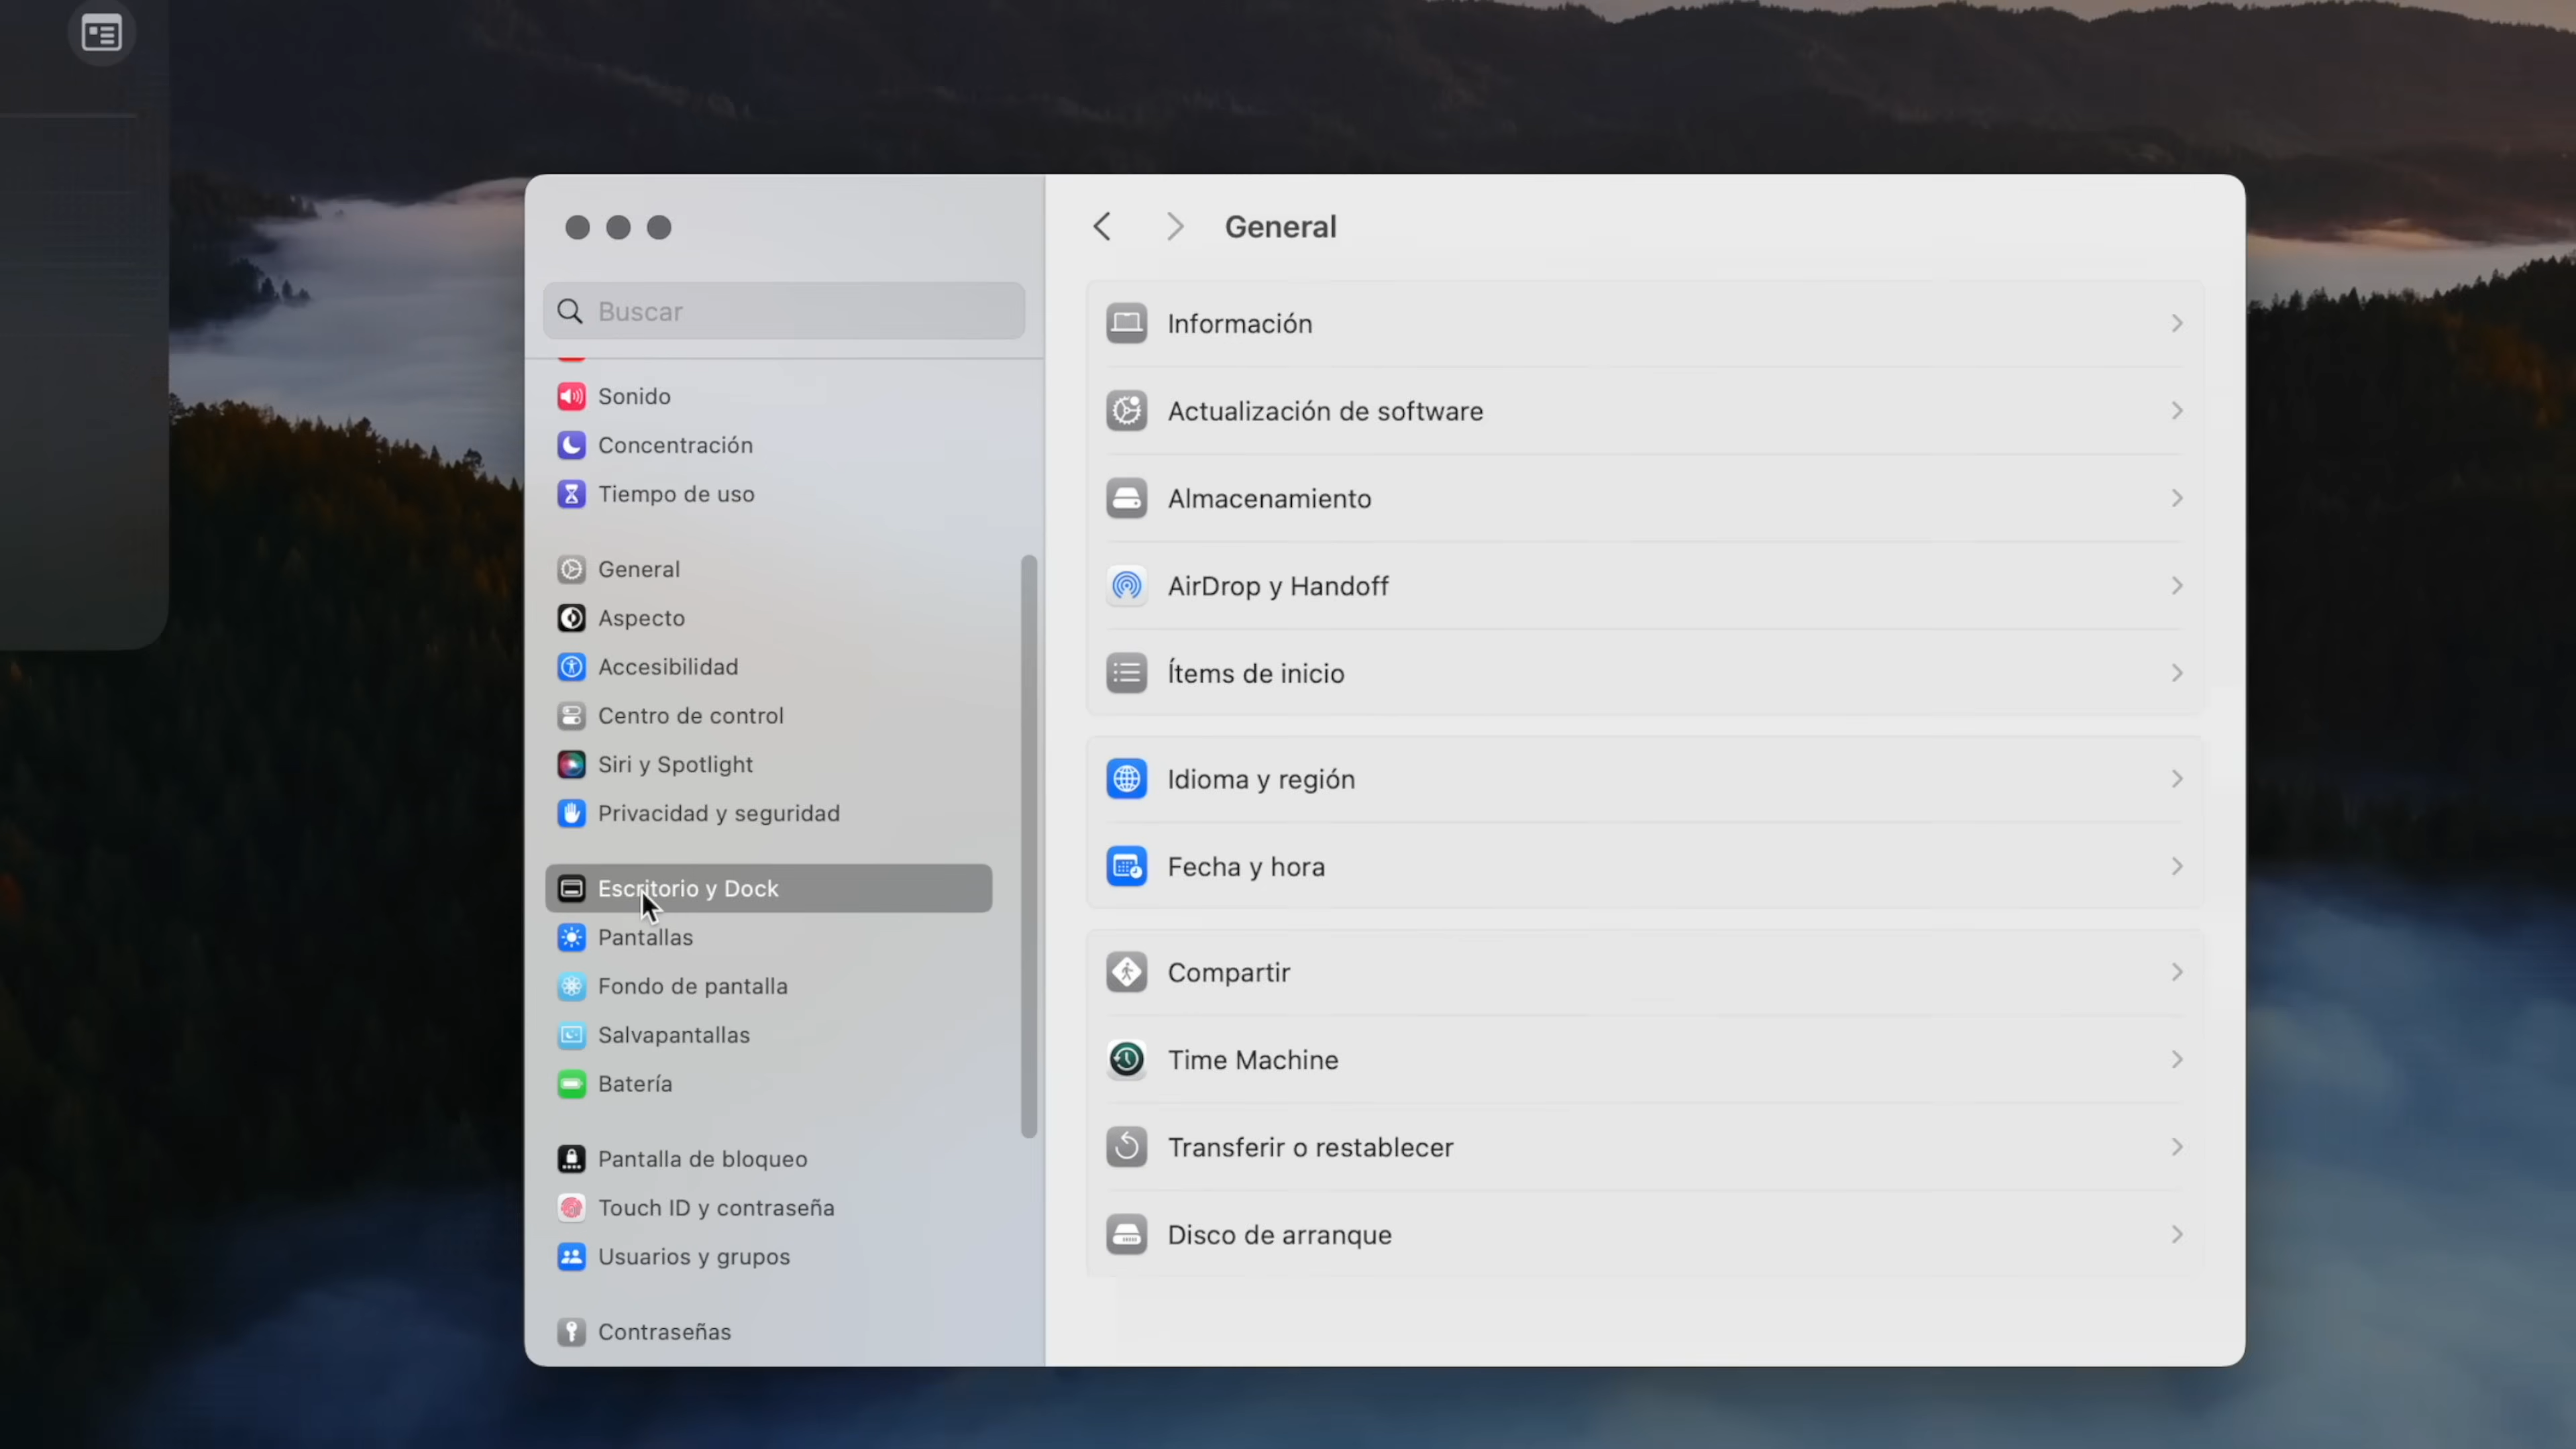 General
Buscar
Sonido
Concentración
Tiempo de uso
General
Aspecto
Accesibilidad
Centro de control
Siri y Spotlight
Privacidad y seguridad
Escritorio y Dock
Pantallas
Fondo de pantalla
Salvapantallas
Batería
Pantalla de bloqueo
Touch ID y contraseña
Usuarios y grupos
Contraseñas
Información
Actualización de software
Almacenamiento
AirDrop y Handoff
Ítems de inicio
Idioma y región
Fecha y hora
Compartir
Time Machine
Transferir o restablecer
Disco de arranque